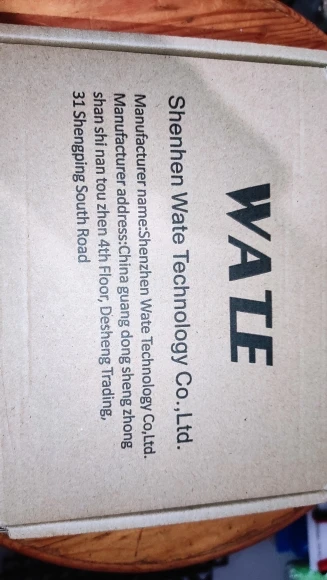 WATE
Shenhen Wate Technology Co.,Ltd.
Manufacturer name:Shenzhen Wate Technology Co,Ltd.
Manufacturer address:China guang dong sheng zhong
shan shi nan tou zhen 4th Floor, Desheng Trading,
31 Shengping South Road